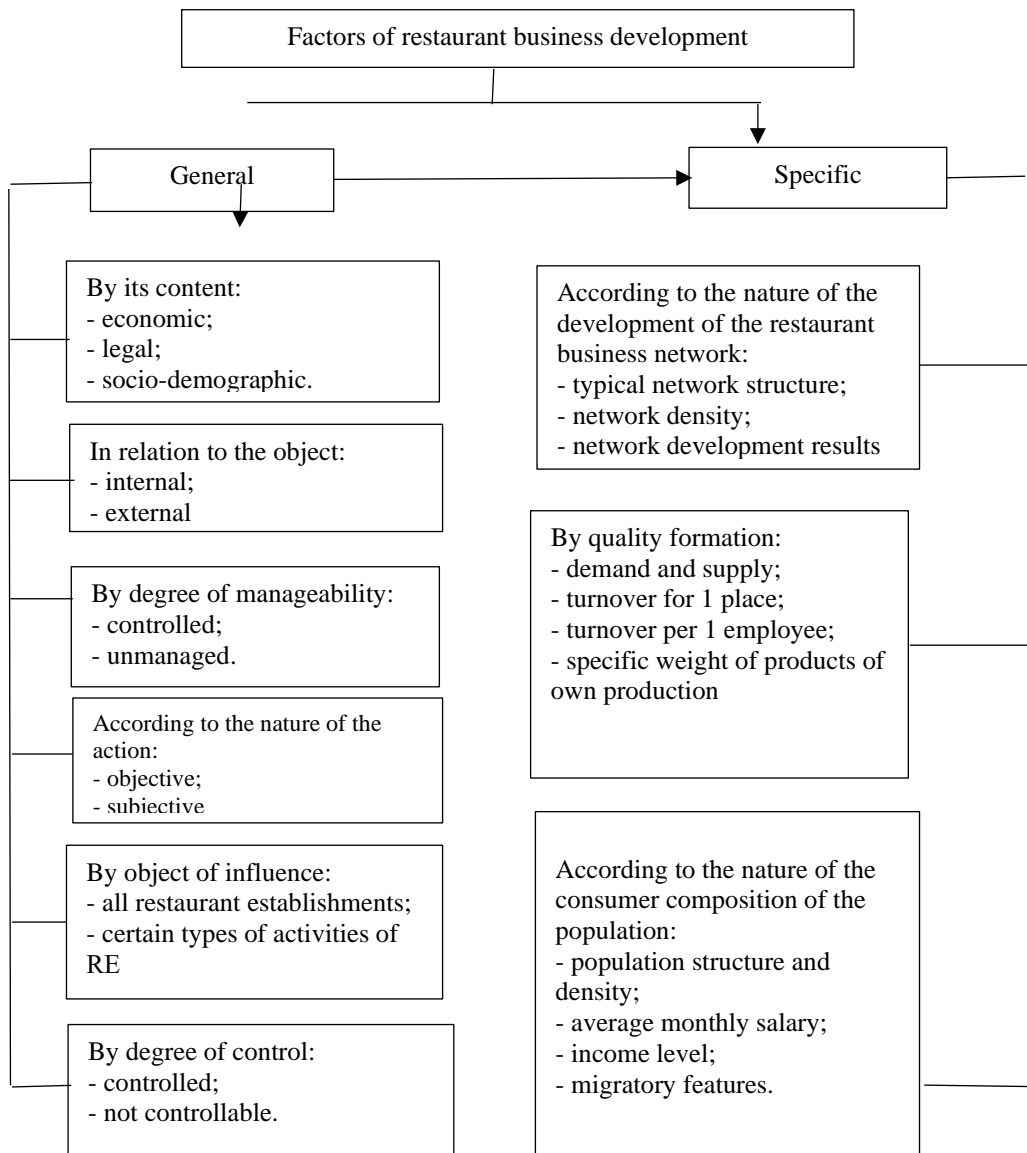 Factors of restaurant business development
General
Specific
By its content:
- economic;
- legal;
- socio-demographic.
In relation to the object:
- internal;
- external
By degree of manageability:
- controlled;
- unmanaged.
According to the nature of the
action:
- objective;
- subjective
By object of influence:
- all restaurant establishments;
- certain types of activities of
RE
By degree of control:
- controlled;
- not controllable.
According to the nature of the
development of the restaurant
business network:
- typical network structure;
- network density;
- network development results
By quality formation:
- demand and supply;
- turnover for 1 place;
- turnover per 1 employee;
- specific weight of products of
own production
According to the nature of the
consumer composition of the
population:
- population structure and
density;
- average monthly salary;
- income level;
- migratory features.